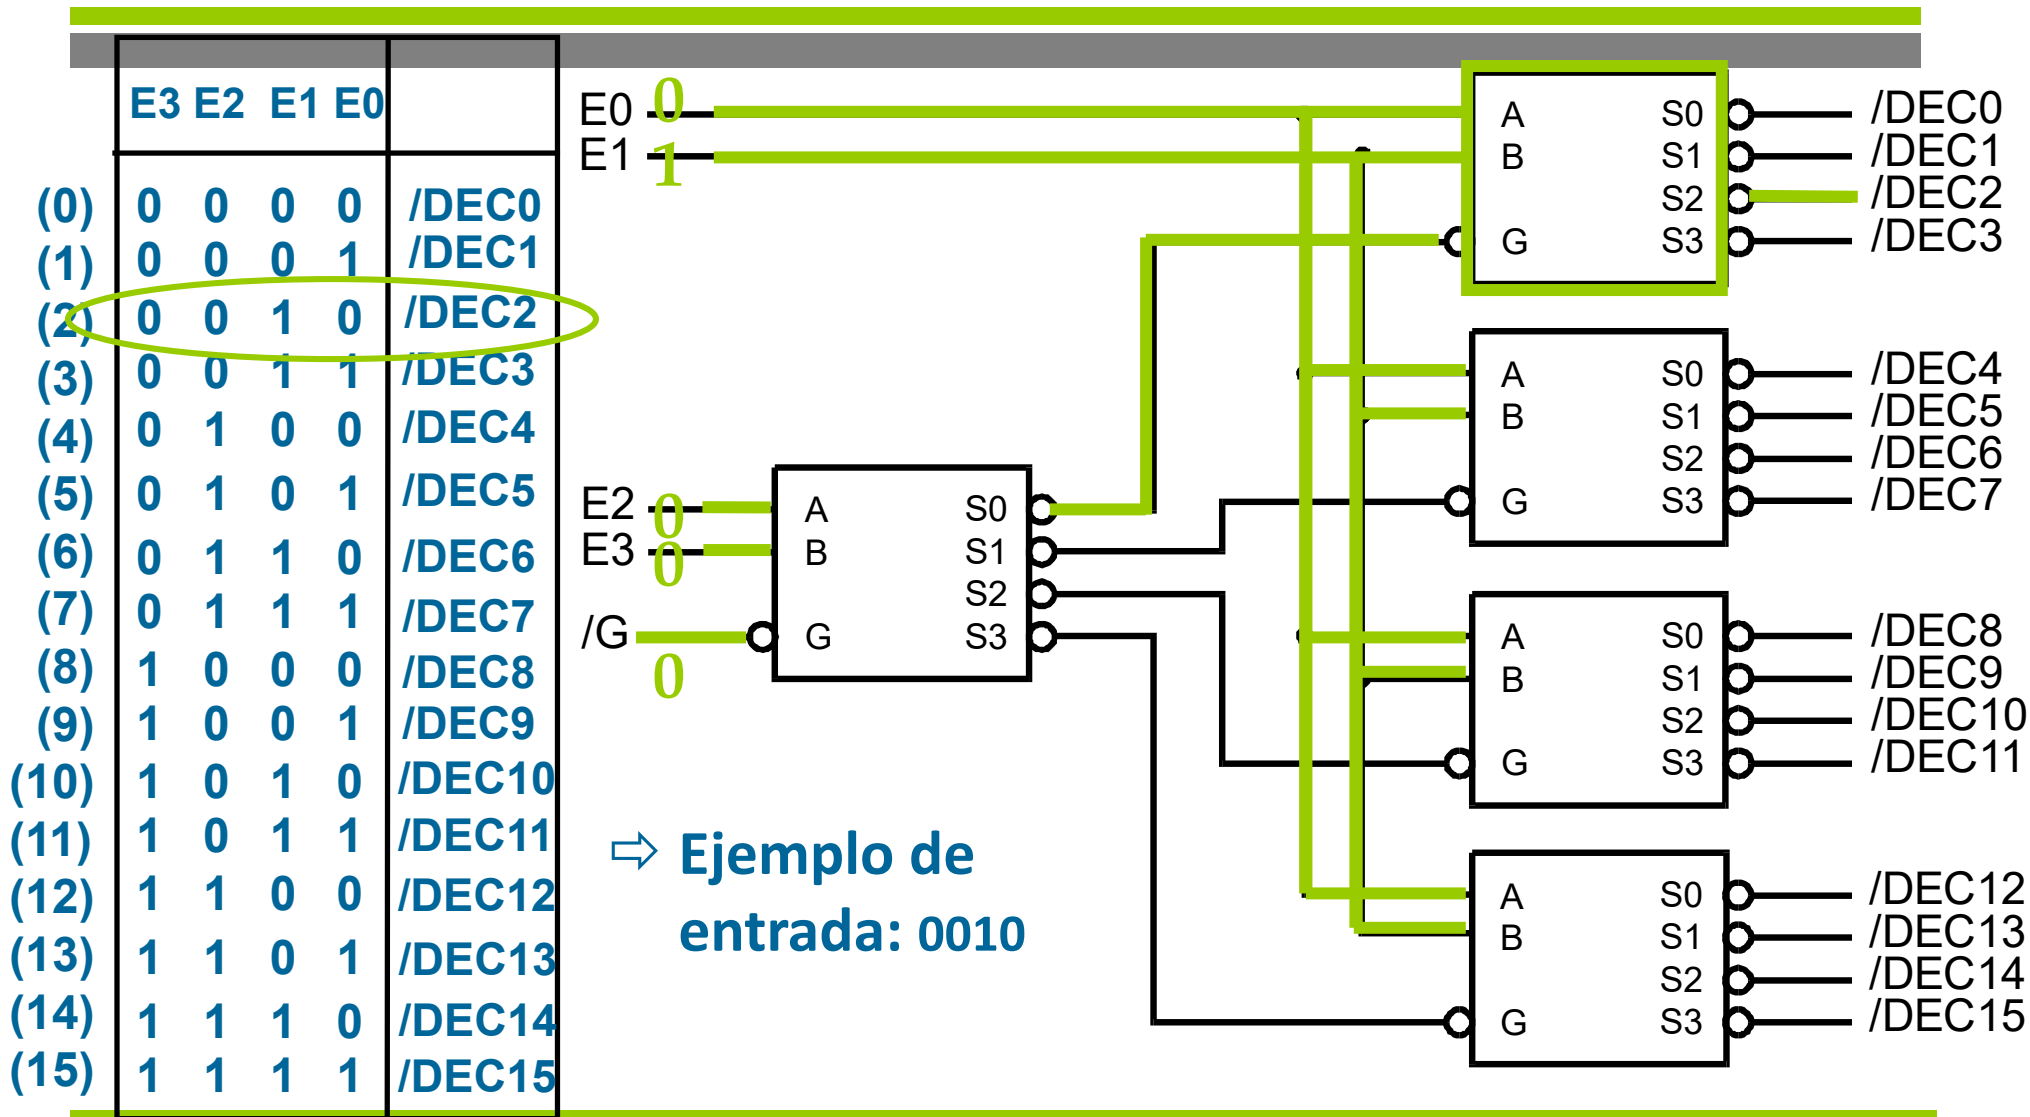 E3 E2 E1 E0
(0) 0 0 0 0 /DEC0
(1) 0 0 0 1 /DEC1
(2) 0 0 1 0 /DEC2
(3) 0 0 1 1 /DEC3
(4) 0 1 0 0 /DEC4
(5) 0 1 0 1 /DEC5
(6) 0 1 1 0 /DEC6
(7) 0 1 1 1 /DEC7
(8) 1 0 0 0 /DEC8
(9) 1 0 0 1 /DEC9
(10) 1 0 1 0 /DEC10
(11) 1 0 1 1 /DEC11
(12) 1 1 0 0 /DEC12
(13) 1 1 0 1 /DEC13
(14) 1 1 1 0 /DEC14
(15) 1 1 1 1 /DEC15
E0 0
E1 1
E2 0
E3 0
/G 0
A S0
B S1
S2
G S3
⇨ Ejemplo de
entrada: 0010
A S0 /DEC0
B S1 /DEC1
S2 /DEC2
G S3 /DEC3
A S0 /DEC4
B S1 /DEC5
S2 /DEC6
G S3 /DEC7
A S0 /DEC8
B S1 /DEC9
S2 /DEC10
G S3 /DEC11
A S0 /DEC12
B S1 /DEC13
S2 /DEC14
G S3 /DEC15